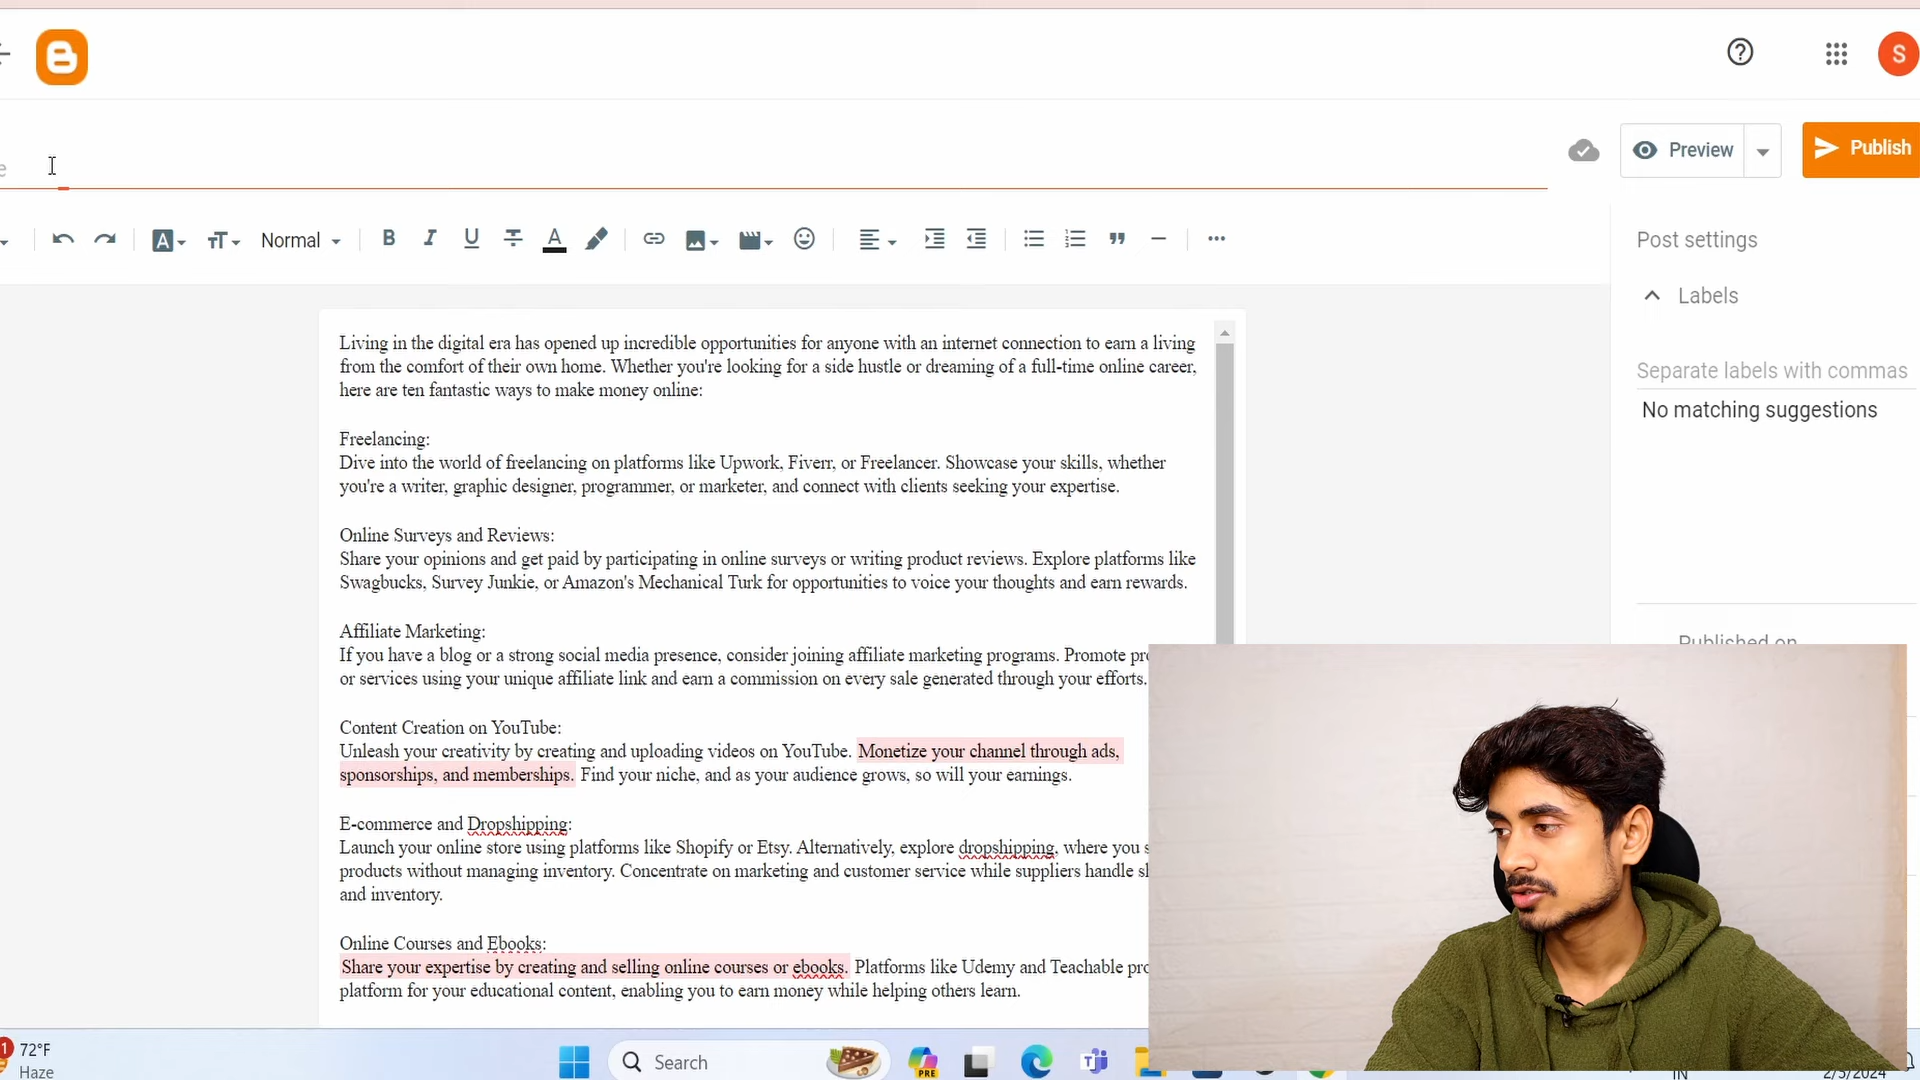 B
S
e
Preview
Publish
A
TT
Normal
B
I
U
S
A
Post settings
Labels
Separate labels with commas
No matching suggestions
Published on
Living in the digital era has opened up incredible opportunities for anyone with an internet connection to earn a living
from the comfort of their own home. Whether you're looking for a side hustle or dreaming of a full-time online career,
here are ten fantastic ways to make money online:
Freelancing:
Dive into the world of freelancing on platforms like Upwork, Fiverr, or Freelancer. Showcase your skills, whether
you're a writer, graphic designer, programmer, or marketer, and connect with clients seeking your expertise.
Online Surveys and Reviews:
Share your opinions and get paid by participating in online surveys or writing product reviews. Explore platforms like
Swagbucks, Survey Junkie, or Amazon's Mechanical Turk for opportunities to voice your thoughts and earn rewards.
Affiliate Marketing:
If you have a blog or a strong social media presence, consider joining affiliate marketing programs. Promote pr
or services using your unique affiliate link and earn a commission on every sale generated through your efforts.
Content Creation on YouTube:
Unleash your creativity by creating and uploading videos on YouTube. Monetize your channel through ads,
sponsorships, and memberships. Find your niche, and as your audience grows, so will your earnings.
E-commerce and Dropshipping:
Launch your online store using platforms like Shopify or Etsy. Alternatively, explore dropshipping, where you s
products without managing inventory. Concentrate on marketing and customer service while suppliers handle sl
and inventory.
Online Courses and Ebooks:
Share your expertise by creating and selling online courses or ebooks. Platforms like Udemy and Teachable pro
platform for your educational content, enabling you to earn money while helping others learn.
1
72°F
Haze
Search
PRE
IN
2/5/2024